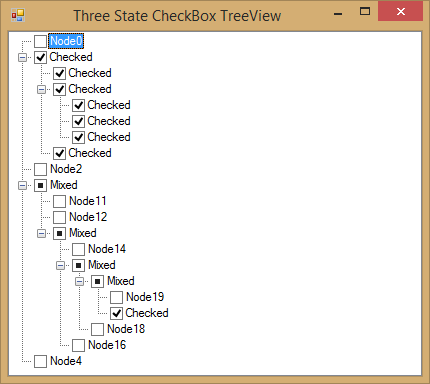 Three State CheckBox TreeView
Node0
Checked
Checked
Checked
Checked
Checked
Checked
Checked
Node2
Mixed
Node11
Node12
Mixed
Node14
Mixed
Mixed
Node19
Checked
Node18
Node16
Node4